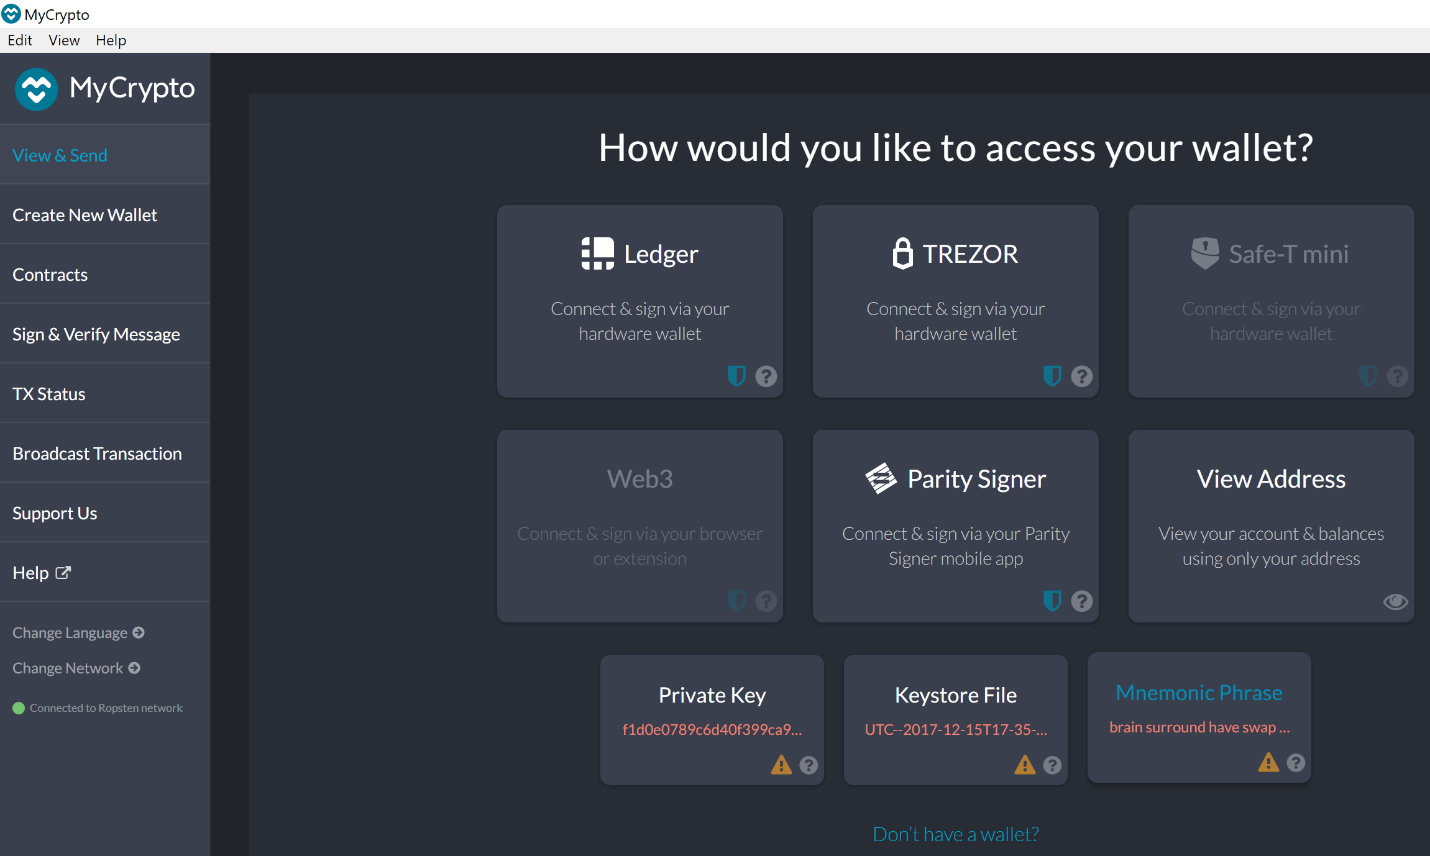 MyCrypto
Edit View Help
MyCrypto
View & Send
Create New Wallet
Contracts
Sign & Verify Message
TX Status
Broadcast Transaction
Support Us
Help
Change Language
Change Network
Connected to Ropsten network
How would you like to access your wallet?
Ledger
Connect & sign via your
hardware wallet
TREZOR
Connect & sign via your
hardware wallet
Safe-T mini
Connect & sign via your
hardware wallet
Web3
Connect & sign via your browser
or extension
Parity Signer
Connect & sign via your Parity
Signer mobile app
View Address
View your account & balances
using only your address
Private Key
f1d0e0789c6d40f399ca9...
Keystore File
UTC--2017-12-15T17-35-...
Mnemonic Phrase
brain surround have swap ...
Don't have a wallet?